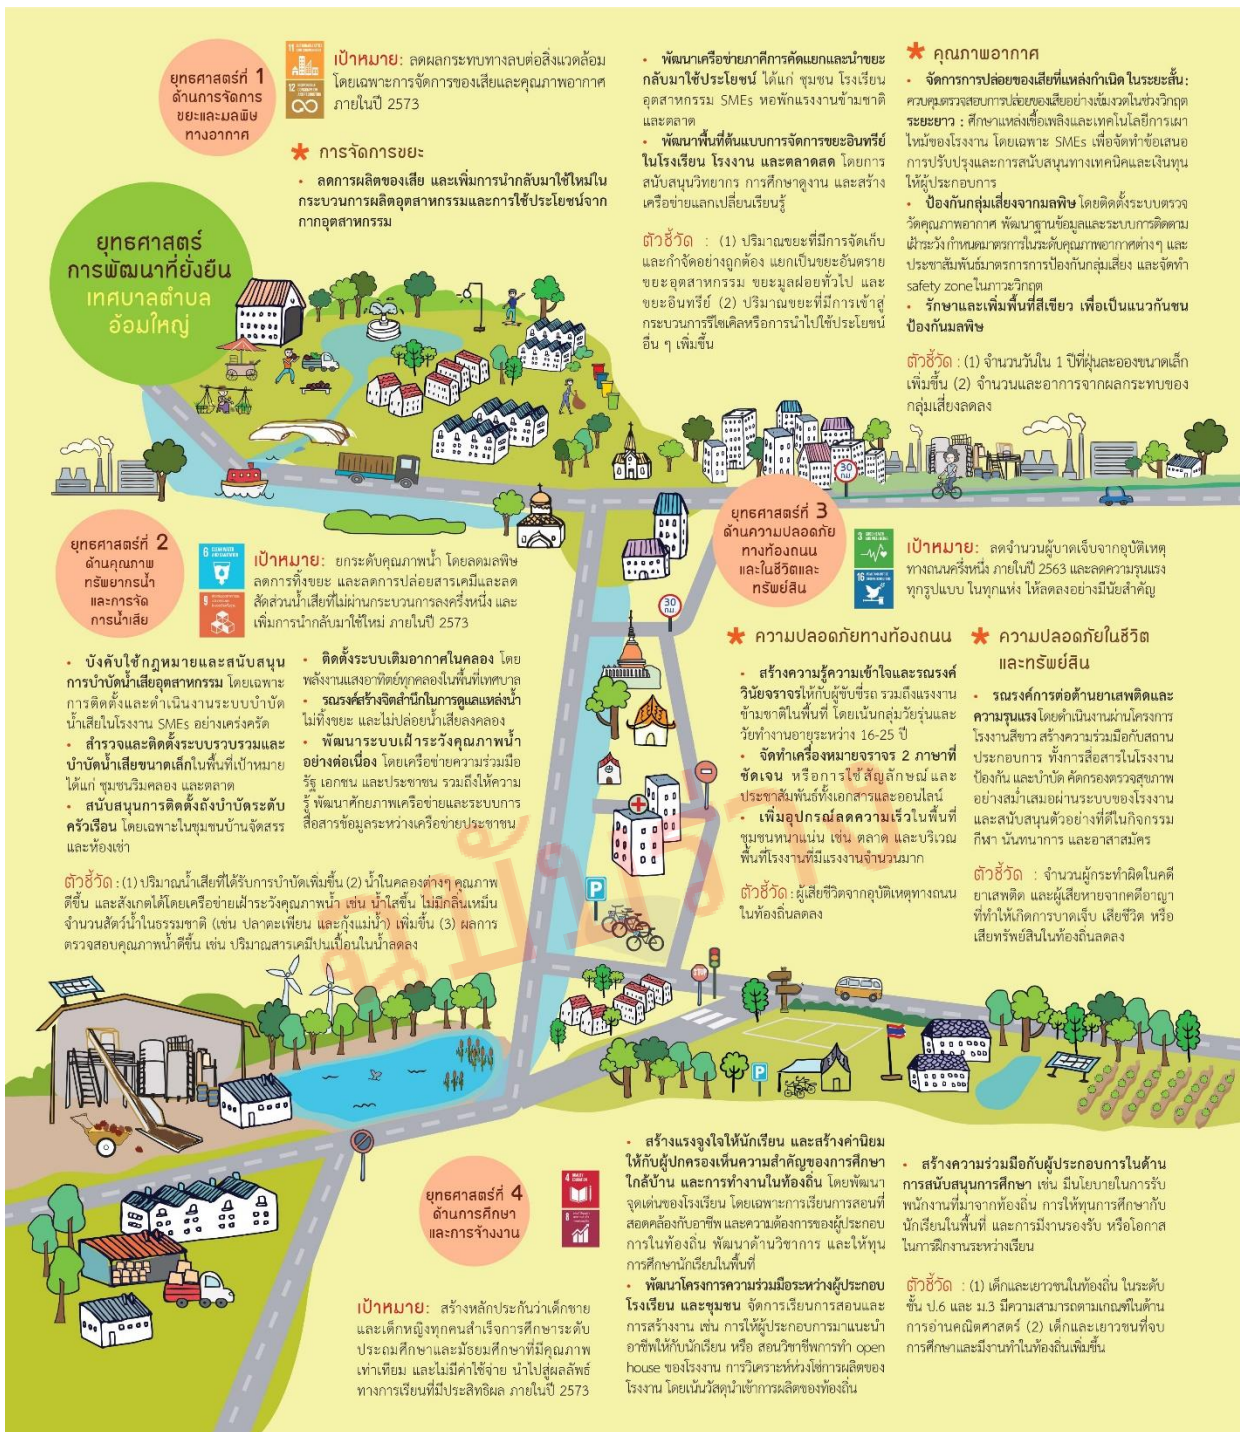 ยุทธศาสตร์
การพัฒนาที่ยั่งยืน
เทศบาลตำบล
อ้อมใหญ่
ยุทธศาสตร์ที่ 1
ด้านการจัดการ
ขยะและมลพิษ
ทางอากาศ
11
12
เป้าหมาย: ลดผลกระทบทางลบต่อสิ่งแวดล้อม
โดยเฉพาะการจัดการของเสียและคุณภาพอากาศ
ภายในปี 2573
การจัดการขยะ
• ลดการผลิตของเสีย และเพิ่มการนำกลับมาใช้ใหม่ใน
กระบวนการผลิตอุตสาหกรรมและการใช้ประโยชน์จาก
กากอุตสาหกรรม
• พัฒนาเครือข่ายภาคีการคัดแยกและนำขยะ
กลับมาใช้ประโยชน์ ได้แก่ ชุมชน โรงเรียน
อุตสาหกรรม SMEs หอพักแรงงานข้ามชาติ
และตลาด
• พัฒนาพื้นที่ต้นแบบการจัดการขยะอินทรีย์
ในโรงเรียน โรงงาน และตลาดสด โดยการ
สนับสนุนวิทยากร การศึกษาดูงาน และสร้าง
เครือข่ายแลกเปลี่ยนเรียนรู้
ตัวชี้วัด : (1) ปริมาณขยะที่มีการจัดเก็บ
และกำจัดอย่างถูกต้อง แยกเป็นขยะอันตราย
ขยะอุตสาหกรรม ขยะมูลฝอยทั่วไป และ
ขยะอินทรีย์ (2) ปริมาณขยะที่มีการเข้าสู่
กระบวนการรีไซเคิลหรือการนำไปใช้ประโยชน์
อื่น ๆ เพิ่มขึ้น
คุณภาพอากาศ
• จัดการการปล่อยของเสียที่แหล่งกำเนิด ในระยะสั้น:
ควบคุมตรวจสอบการปล่อยของเสียอย่างเข้มงวดในช่วงวิกฤต
ระยะยาว : ศึกษาแหล่งเชื้อเพลิงและเทคโนโลยีการเผา
ไหม้ของโรงงาน โดยเฉพาะ SMEs เพื่อจัดทำข้อเสนอ
การปรับปรุงและการสนับสนุนทางเทคนิคและเงินทุน
ให้ผู้ประกอบการ
• ป้องกันกลุ่มเสี่ยงจากมลพิษ โดยติดตั้งระบบตรวจ
วัดคุณภาพอากาศ พัฒนาฐานข้อมูลและระบบการติดตาม
เฝ้าระวัง กำหนดมาตรการในระดับคุณภาพอากาศต่างๆ และ
ประชาสัมพันธ์มาตรการการป้องกันกลุ่มเสี่ยง และจัดทำ
safety zone ในภาวะวิกฤต
• รักษาและเพิ่มพื้นที่สีเขียว เพื่อเป็นแนวกันชน
ป้องกันมลพิษ
ตัวชี้วัด : (1) จำนวนวันใน 1 ปีที่ฝุ่นละอองขนาดเล็ก
เพิ่มขึ้น (2) จำนวนและอาการจากผลกระทบของ
กลุ่มเสี่ยงลดลง
30
กม
ยุทธศาสตร์ที่ 2
ด้านคุณภาพ
ทรัพยากรน้ำ
และการจัด
การน้ำเสีย
6
9
เป้าหมาย: ยกระดับคุณภาพน้ำ โดยลดมลพิษ
ลดการทิ้งขยะ และลดการปล่อยสารเคมีและลด
สัดส่วนน้ำเสียที่ไม่ผ่านกระบวนการลงครึ่งหนึ่ง และ
เพิ่มการนำกลับมาใช้ใหม่ ภายในปี 2573
• บังคับใช้กฎหมายและสนับสนุน
การบำบัดน้ำเสียอุตสาหกรรม โดยเฉพาะ
การติดตั้งและดำเนินงานระบบบำบัด
น้ำเสียในโรงงาน SMEs อย่างเคร่งครัด
• สำรวจและติดตั้งระบบรวบรวมและ
บำบัดน้ำเสียขนาดเล็กในพื้นที่เป้าหมาย
ได้แก่ ชุมชนริมคลอง และตลาด
• สนับสนุนการติดตั้งถังบำบัดระดับ
ครัวเรือน โดยเฉพาะในชุมชนบ้านจัดสรร
และห้องเช่า
• ติดตั้งระบบเติมอากาศในคลอง โดย
พลังงานแสงอาทิตย์ทุกคลองในพื้นที่เทศบาล
• รณรงค์สร้างจิตสำนึกในการดูแลแหล่งน้ำ
ไม่ทิ้งขยะ และไม่ปล่อยน้ำเสียลงคลอง
• พัฒนาระบบเฝ้าระวังคุณภาพน้ำ
อย่างต่อเนื่อง โดยเครือข่ายความร่วมมือ
รัฐ เอกชน และประชาชน รวมถึงให้ความ
รู้ พัฒนาศักยภาพเครือข่ายและระบบการ
สื่อสารข้อมูลระหว่างเครือข่ายประชาชน
ตัวชี้วัด : (1) ปริมาณน้ำเสียที่ได้รับการบำบัดเพิ่มขึ้น (2) น้ำในคลองต่างๆ คุณภาพ
ดีขึ้น และสังเกตได้โดยเครือข่ายเฝ้าระวังคุณภาพน้ำ เช่น น้ำใสขึ้น ไม่มีกลิ่นเหม็น
จำนวนสัตว์น้ำในธรรมชาติ (เช่น ปลาตะเพียน และกุ้งแม่น้ำ) เพิ่มขึ้น (3) ผลการ
ตรวจสอบคุณภาพน้ำดีขึ้น เช่น ปริมาณสารเคมีปนเปื้อนในน้ำลดลง
ยุทธศาสตร์ที่ 3
ด้านความปลอดภัย
ทางท้องถนน
และในชีวิตและ
ทรัพย์สิน
3
16
เป้าหมาย: ลดจำนวนผู้บาดเจ็บจากอุบัติเหตุ
ทางถนนครึ่งหนึ่ง ภายในปี 2563 และลดความรุนแรง
ทุกรูปแบบ ในทุกแห่ง ให้ลดลงอย่างมีนัยสำคัญ
30
กม
ความปลอดภัยทางท้องถนน
• สร้างความรู้ความเข้าใจและรณรงค์
วินัยจราจรให้กับผู้ขับขี่รถ รวมถึงแรงงาน
ข้ามชาติในพื้นที่ โดยเน้นกลุ่มวัยรุ่นและ
วัยทำงานอายุระหว่าง 16-25 ปี
• จัดทำเครื่องหมายจราจร 2 ภาษาที่
ชัดเจน หรือการใช้สัญลักษณ์และ
ประชาสัมพันธ์ทั้งเอกสารและออนไลน์
• เพิ่มอุปกรณ์ลดความเร็วในพื้นที่
ชุมชนหนาแน่น เช่น ตลาด และบริเวณ
พื้นที่โรงงานที่มีแรงงานจำนวนมาก
ตัวชี้วัด : ผู้เสียชีวิตจากอุบัติเหตุทางถนน
ในท้องถิ่นลดลง
ความปลอดภัยในชีวิต
และทรัพย์สิน
• รณรงค์การต่อต้านยาเสพติดและ
ความรุนแรง โดยดำเนินงานผ่านโครงการ
โรงงานสีขาว สร้างความร่วมมือกับสถาน
ประกอบการ ทั้งการสื่อสารในโรงงาน
ป้องกัน และบำบัด คัดกรองตรวจสุขภาพ
อย่างสม่ำเสมอผ่านระบบของโรงงาน
และสนับสนุนตัวอย่างที่ดีในกิจกรรม
กีฬา นันทนาการ และอาสาสมัคร
ตัวชี้วัด : จำนวนผู้กระทำผิดในคดี
ยาเสพติด และผู้เสียหายจากคดีอาญา
ที่ทำให้เกิดการบาดเจ็บ เสียชีวิต หรือ
เสียทรัพย์สินในท้องถิ่นลดลง
P
ฉบับร่าง
P
ยุทธศาสตร์ที่ 4
ด้านการศึกษา
และการจ้างงาน
4
8
เป้าหมาย: สร้างหลักประกันว่าเด็กชาย
และเด็กหญิงทุกคนสำเร็จการศึกษาระดับ
ประถมศึกษาและมัธยมศึกษาที่มีคุณภาพ
เท่าเทียม และไม่มีค่าใช้จ่าย นำไปสู่ผลลัพธ์
ทางการเรียนที่มีประสิทธิผล ภายในปี 2573
• สร้างแรงจูงใจให้นักเรียน และสร้างค่านิยม
ให้กับผู้ปกครองเห็นความสำคัญของการศึกษา
ใกล้บ้าน และการทำงานในท้องถิ่น โดยพัฒนา
จุดเด่นของโรงเรียน โดยเฉพาะการเรียนการสอนที่
สอดคล้องกับอาชีพ และความต้องการของผู้ประกอบ
การในท้องถิ่น พัฒนาด้านวิชาการ และให้ทุน
การศึกษานักเรียนในพื้นที่
• พัฒนาโครงการความร่วมมือระหว่างผู้ประกอบ
โรงเรียน และชุมชน จัดการเรียนการสอนและ
การสร้างงาน เช่น การให้ผู้ประกอบการมาแนะนำ
อาชีพให้กับนักเรียน หรือ สอนวิชาชีพการทำ open
house ของโรงงาน การวิเคราะห์ห่วงโซ่การผลิตของ
โรงงาน โดยเน้นวัสดุนำเข้าการผลิตของท้องถิ่น
• สร้างความร่วมมือกับผู้ประกอบการในด้าน
การสนับสนุนการศึกษา เช่น มีนโยบายในการรับ
พนักงานที่มาจากท้องถิ่น การให้ทุนการศึกษากับ
นักเรียนในพื้นที่ และการมีงานรองรับ หรือโอกาส
ในการฝึกงานระหว่างเรียน
ตัวชี้วัด : (1) เด็กและเยาวชนในท้องถิ่น ในระดับ
ชั้น ป.6 และ ม.3 มีความสามารถตามเกณฑ์ในด้าน
การอ่านคณิตศาสตร์ (2) เด็กและเยาวชนที่จบ
การศึกษาและมีงานทำในท้องถิ่นเพิ่มขึ้น